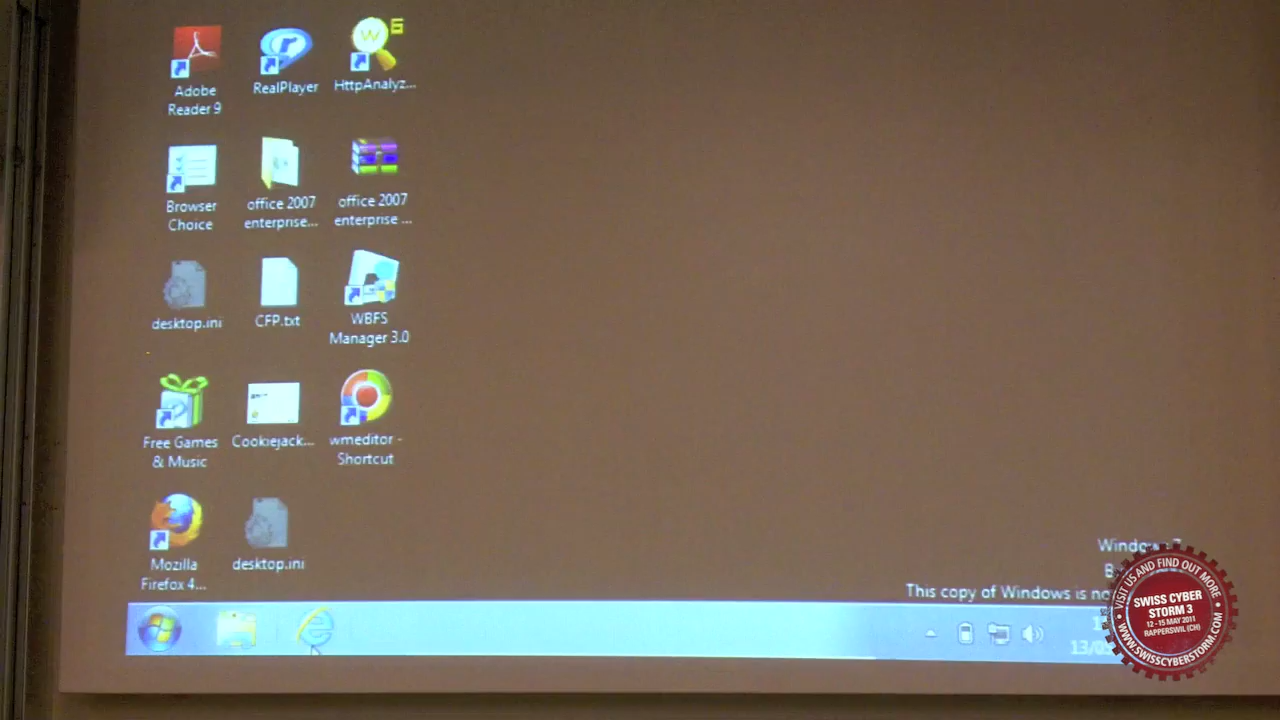 Adobe
Reader 9
RealPlayer
HttpAnalyz...
Browser
Choice
office 2007
enterprise...
office 2007
enterprise ...
desktop.ini
CFP.txt
WBFS
Manager 3.0
Free Games
& Music
Cookiejack...
wmeditor -
Shortcut
Mozilla
Firefox 4...
desktop.ini
This copy of Windows is
VISIT US AND FIND OUT MORE
SWISS CYBER
STORM 3
12 - 15 MAY 2011
RAPPERSWIL (CH)
WWW.SWISSCYBERSTORM.COM